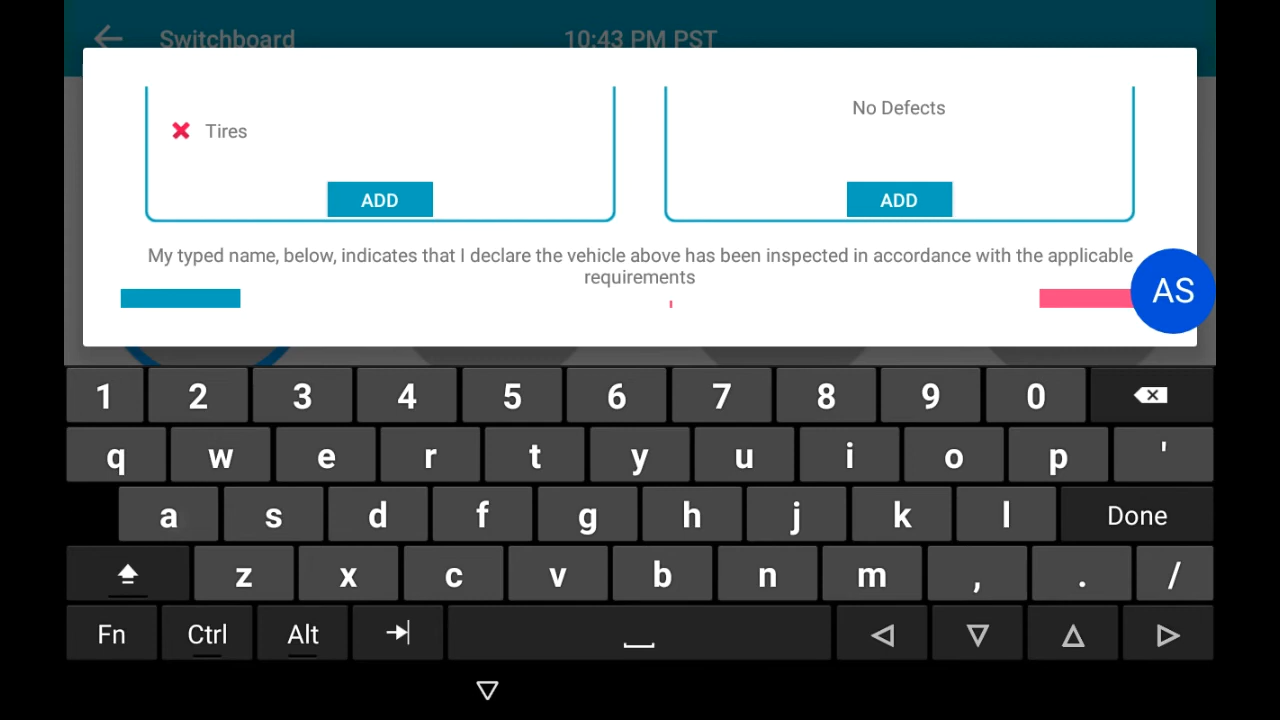 Switchboard
10:43 PM PST
Tires
No Defects
ADD
ADD
My typed name, below, indicates that I declare the vehicle above has been inspected in accordance with the applicable
requirements
AS
1 2 3 4 5 6 7 8 9 0
q w e r t y u i o p '
a s d f g h j k l Done
z x c v b n m , . /
Fn Ctrl Alt